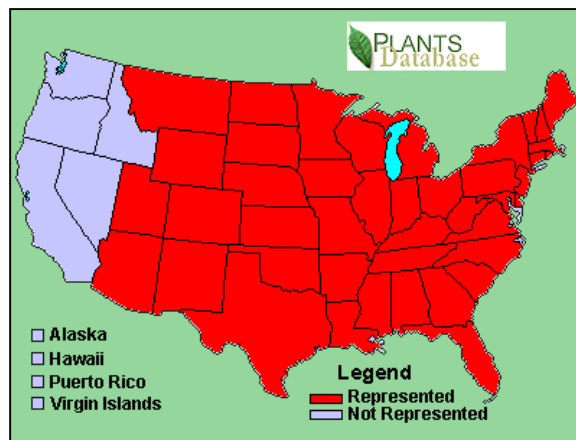 PLANTS
Database
Alaska
Hawaii
Puerto Rico
Virgin Islands
Legend
Represented
Not Represented